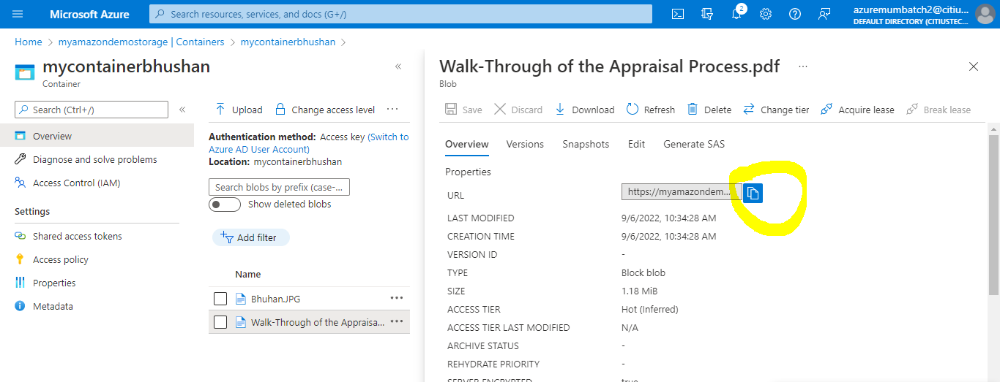 Microsoft Azure
Search resources, services, and docs (G+/)
2
azuremumbatch2@citiu...
DEFAULT DIRECTORY (CITIUSTEC...
Home > myamazondemostorage | Containers > mycontainerbhushan >
mycontainerbhushan
Container
Search (Ctrl+/)
Overview
Diagnose and solve problems
Access Control (IAM)
Settings
Shared access tokens
Access policy
Properties
Metadata
Upload
Change access level
...
Authentication method: Access key (Switch to
Azure AD User Account)
Location: mycontainerbhushan
Search blobs by prefix (case-...
Show deleted blobs
Add filter
Name
Bhuhan.JPG ...
Walk-Through of the Appraisa... ...
Walk-Through of the Appraisal Process.pdf ...
Blob
Save
Discard
Download
Refresh
Delete
Change tier
Acquire lease
Break lease
Overview
Versions
Snapshots
Edit
Generate SAS
Properties
URL https://myamazondem...
LAST MODIFIED 9/6/2022, 10:34:28 AM
CREATION TIME 9/6/2022, 10:34:28 AM
VERSION ID -
TYPE Block blob
SIZE 1.18 MiB
ACCESS TIER Hot (Inferred)
ACCESS TIER LAST MODIFIED N/A
ARCHIVE STATUS -
REHYDRATE PRIORITY -
SERVER ENCRYPTED true